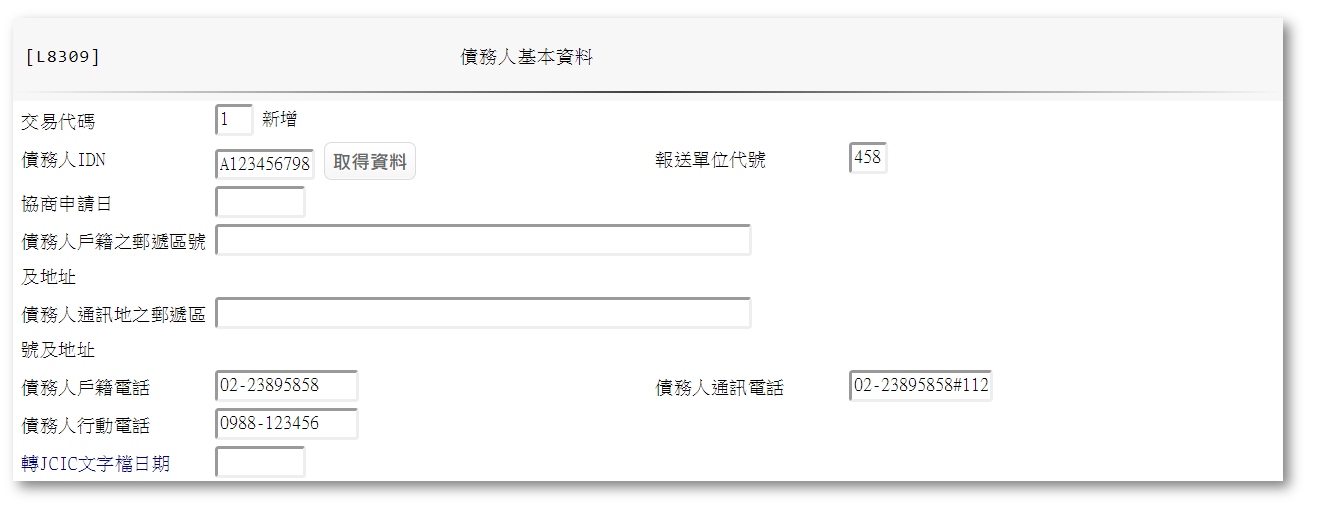 [L8309] 債務人基本資料
交易代碼 1 新增
債務人IDN A123456798 取得資料 報送單位代號 458
協商申請日
債務人戶籍之郵遞區號
及地址
債務人通訊地之郵遞區
號及地址
債務人戶籍電話 02-23895858 債務人通訊電話 02-23895858#112
債務人行動電話 0988-123456
轉JCIC文字檔日期